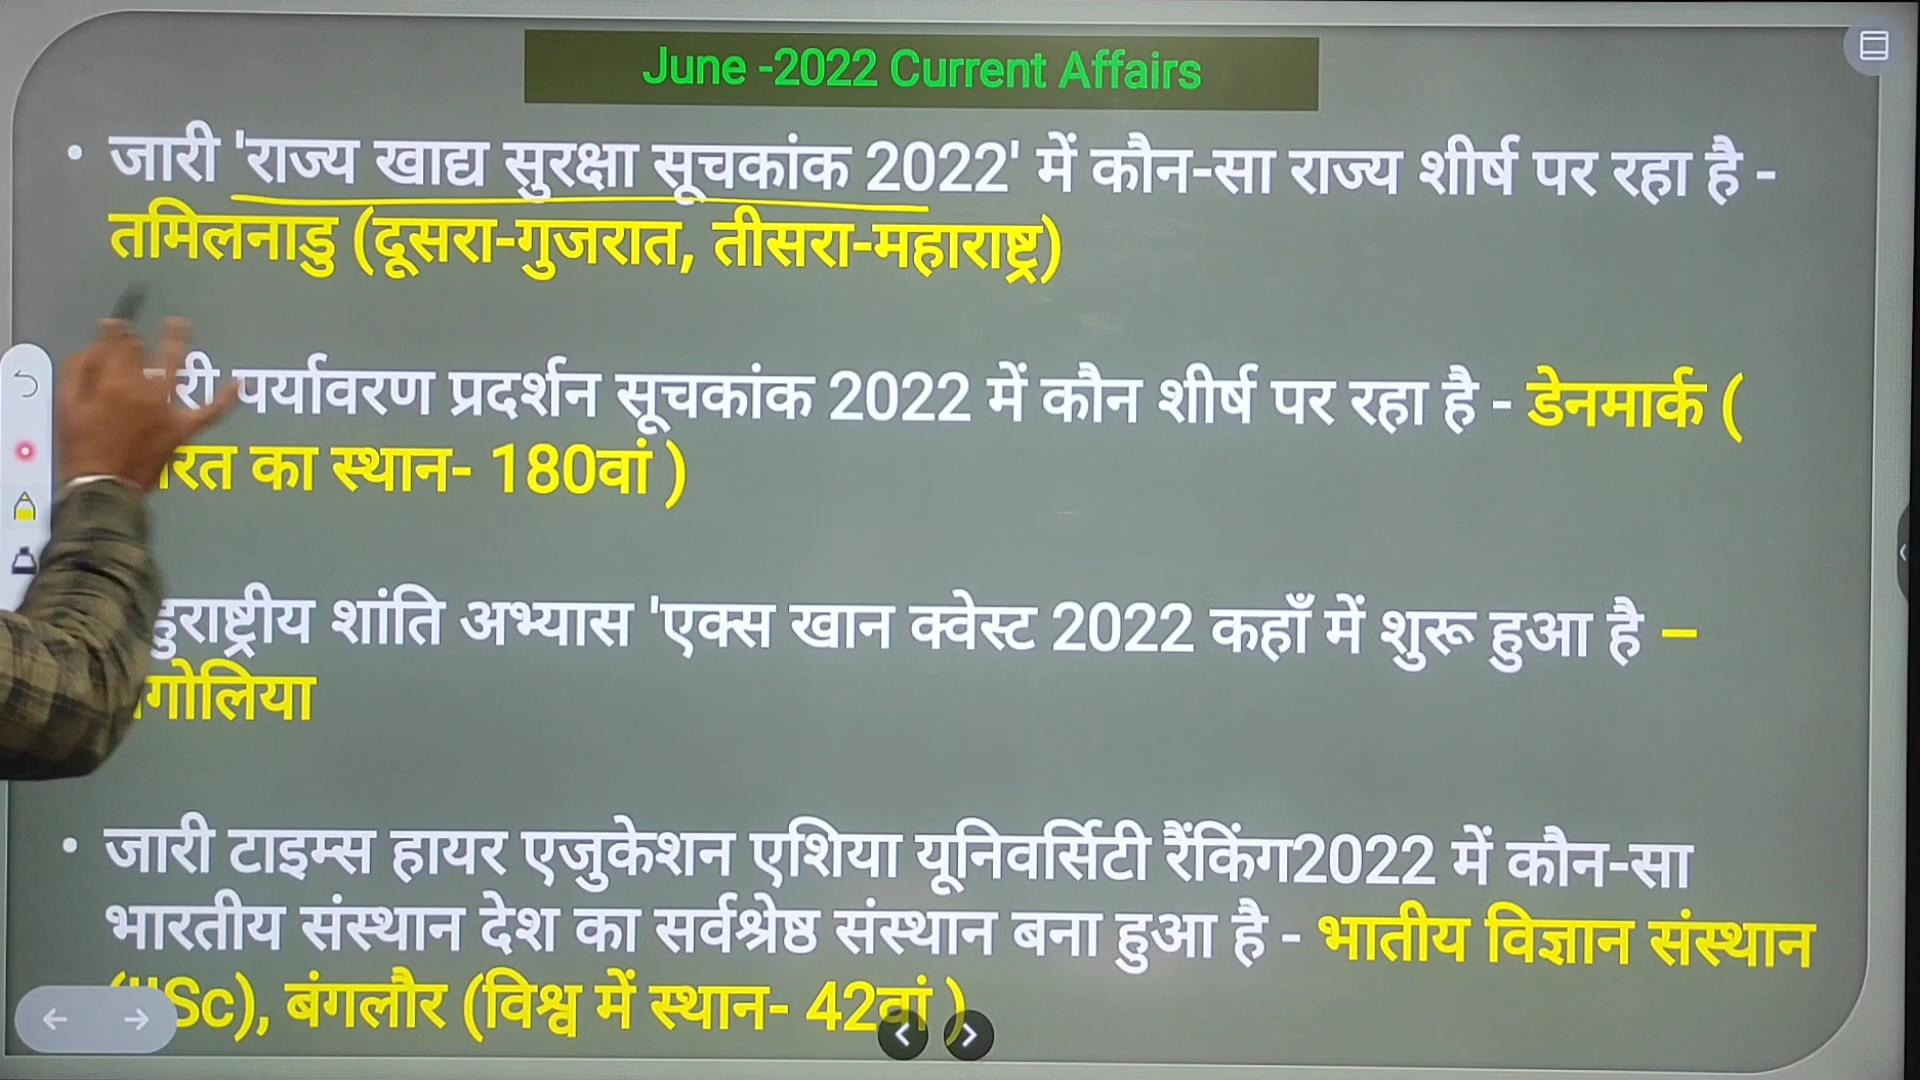 June -2022 Current Affairs
• जारी 'राज्य खाद्य सुरक्षा सूचकांक 2022' में कौन-सा राज्य शीर्ष पर रहा है -
तमिलनाडु (दूसरा-गुजरात, तीसरा-महाराष्ट्र)
पर्यावरण प्रदर्शन सूचकांक 2022 में कौन शीर्ष पर रहा है - डेनमार्क (
का स्थान- 180वां )
शांति अभ्यास 'एक्स खान क्वेस्ट 2022 कहाँ में शुरू हुआ है –
• जारी टाइम्स हायर एजुकेशन एशिया यूनिवर्सिटी रैंकिंग2022 में कौन-सा
भारतीय संस्थान देश का सर्वश्रेष्ठ संस्थान बना हुआ है - भातीय विज्ञान संस्थान
(IISc), बंगलौर (विश्व में स्थान- 42वां )